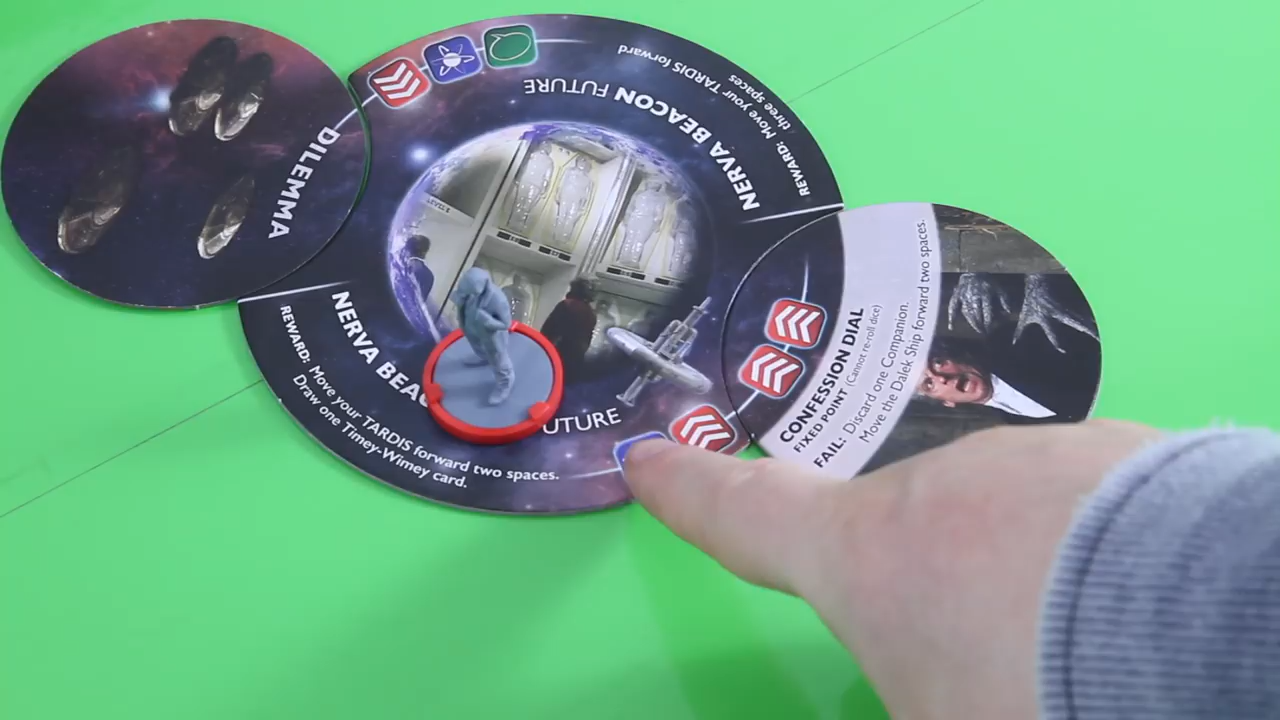 DILEMMA
NERVA BEACON FUTURE
REWARD: Move your TARDIS forward
three spaces
NERVA BEAC
UTURE
REWARD: Move your TARDIS forward two spaces.
Draw one Timey-Wimey card.
CONFESSION DIAL
FIXED POINT (Cannot re-roll dice)
FAIL: Discard one Companion.
Move the Dalek Ship forward two spaces.